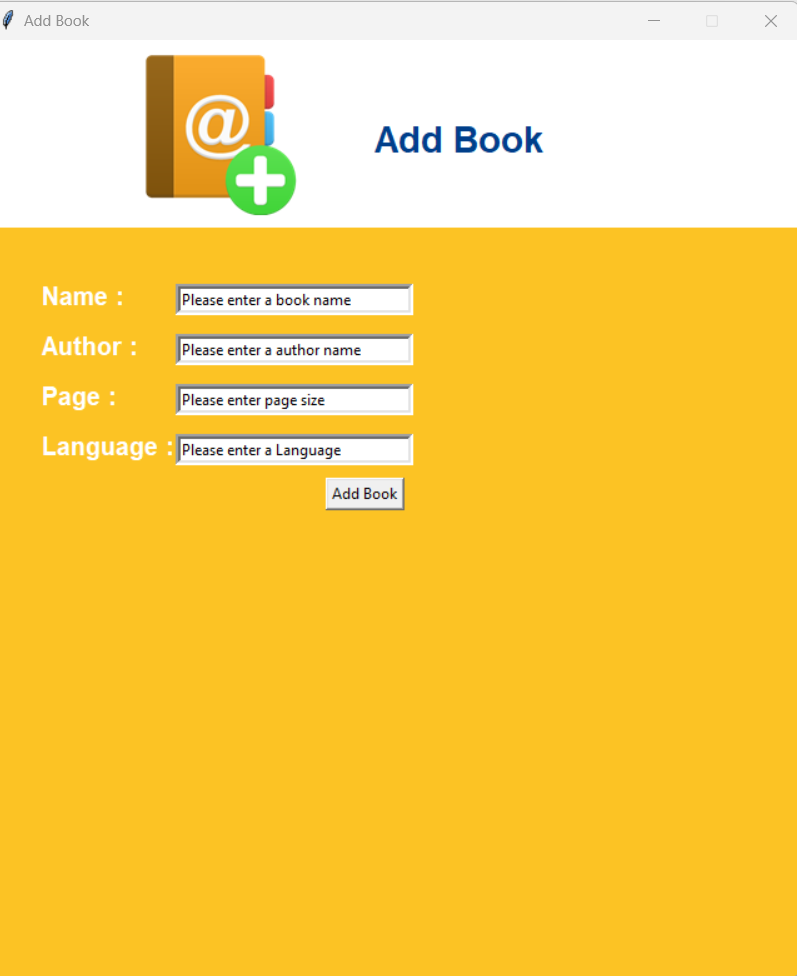 Add Book
@
Add Book
Name : Please enter a book name
Author : Please enter a author name
Page : Please enter page size
Language : Please enter a Language
Add Book